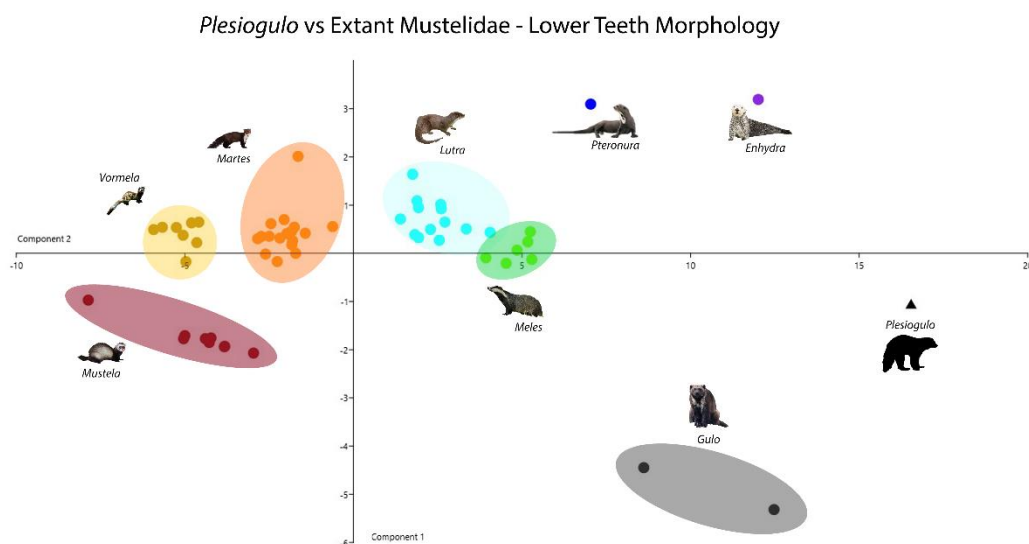 Plesiogulo vs Extant Mustelidae - Lower Teeth Morphology
3
Pteronura
Enhydra
Martes
2
Lutra
Vormela
1
Component 2
-10
-5
5
10
15
20
-1
Meles
Plesiogulo
Mustela
-2
-3
Gulo
-4
-5
-6
Component 1